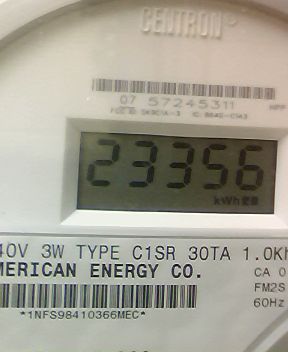 CENTRON®
07 57245311
23356
kWh
40V 3W TYPE C1SR 30TA 1.0Kh
MERICAN ENERGY CO.
CA 0
FM2S
60Hz
*1NFS98410366MEC*